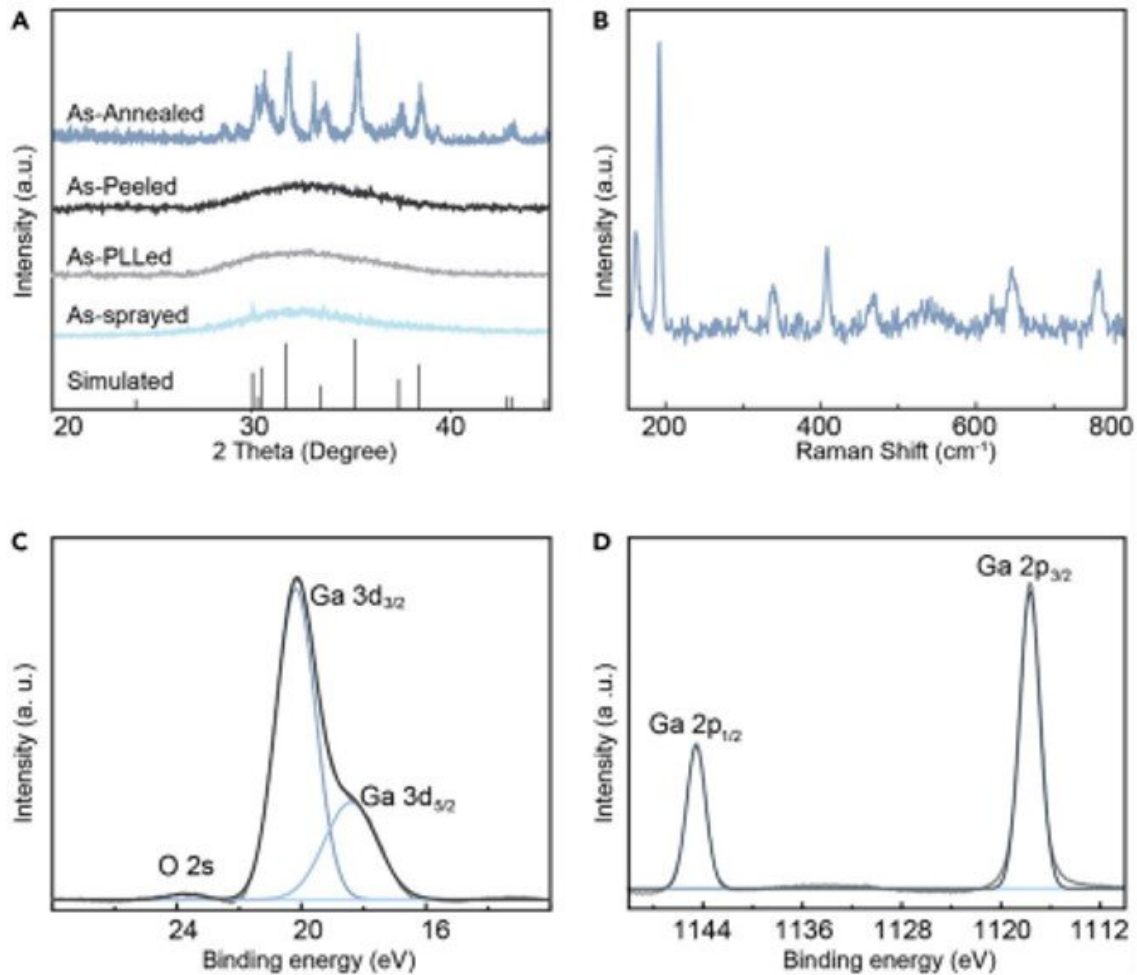 A
Intensity (a.u.)
As-Annealed
As-Peeled
As-PLLed
As-sprayed
Simulated
20 30 40
2 Theta (Degree)
B
Intensity (a.u.)
200 400 600 800
Raman Shift (cm⁻¹)
C
Intensity (a. u.)
Ga 3d₃/₂
Ga 3d₅/₂
O 2s
24 20 16
Binding energy (eV)
D
Intensity (a .u.)
Ga 2p₃/₂
Ga 2p₁/₂
1144 1136 1128 1120 1112
Binding energy (eV)